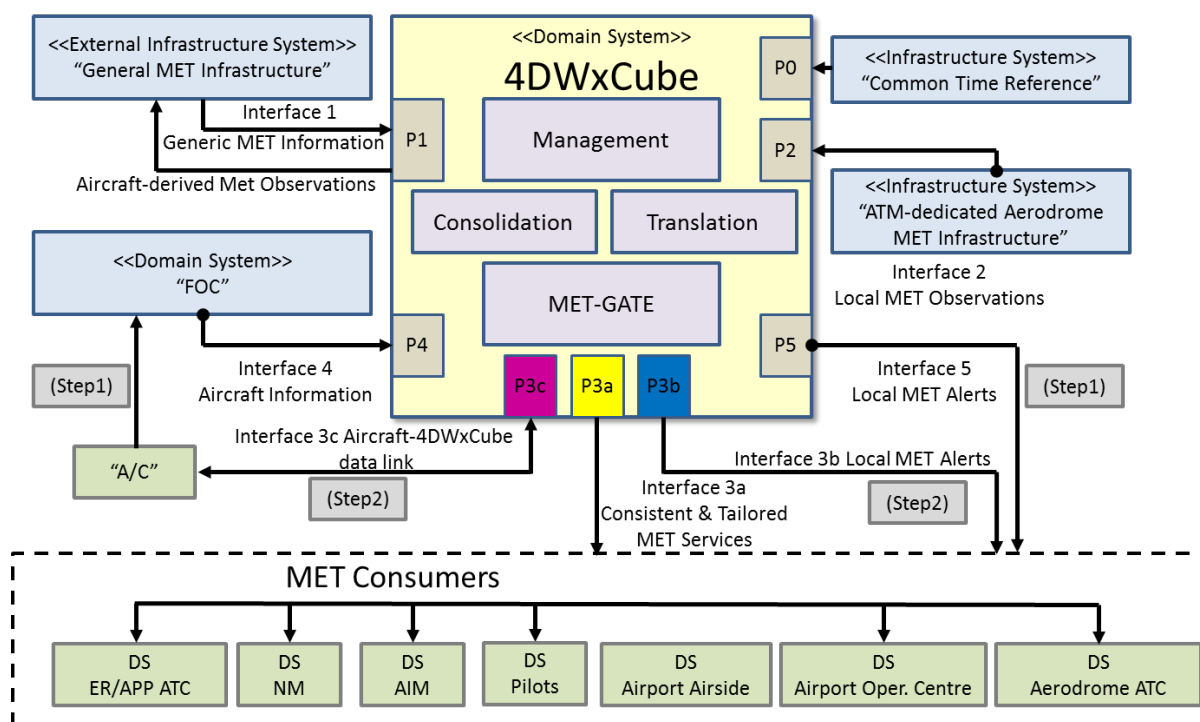 <<External Infrastructure System>>
“General MET Infrastructure”
Interface 1
Generic MET Information
Aircraft-derived Met Observations
<<Domain System>>
“FOC”
Interface 4
Aircraft Information
(Step1)
“A/C”
Interface 3c Aircraft-4DWxCube
data link
(Step2)
<<Domain System>>
4DWxCube
Management
Consolidation
Translation
MET-GATE
P1
P4
P0
P2
P5
P3c
P3a
P3b
<<Infrastructure System>>
“Common Time Reference”
<<Infrastructure System>>
“ATM-dedicated Aerodrome
MET Infrastructure”
Interface 2
Local MET Observations
Interface 5
Local MET Alerts
(Step1)
Interface 3b Local MET Alerts
(Step2)
Interface 3a
Consistent & Tailored
MET Services
MET Consumers
DS
ER/APP ATC
DS
NM
DS
AIM
DS
Pilots
DS
Airport Airside
DS
Airport Oper. Centre
DS
Aerodrome ATC